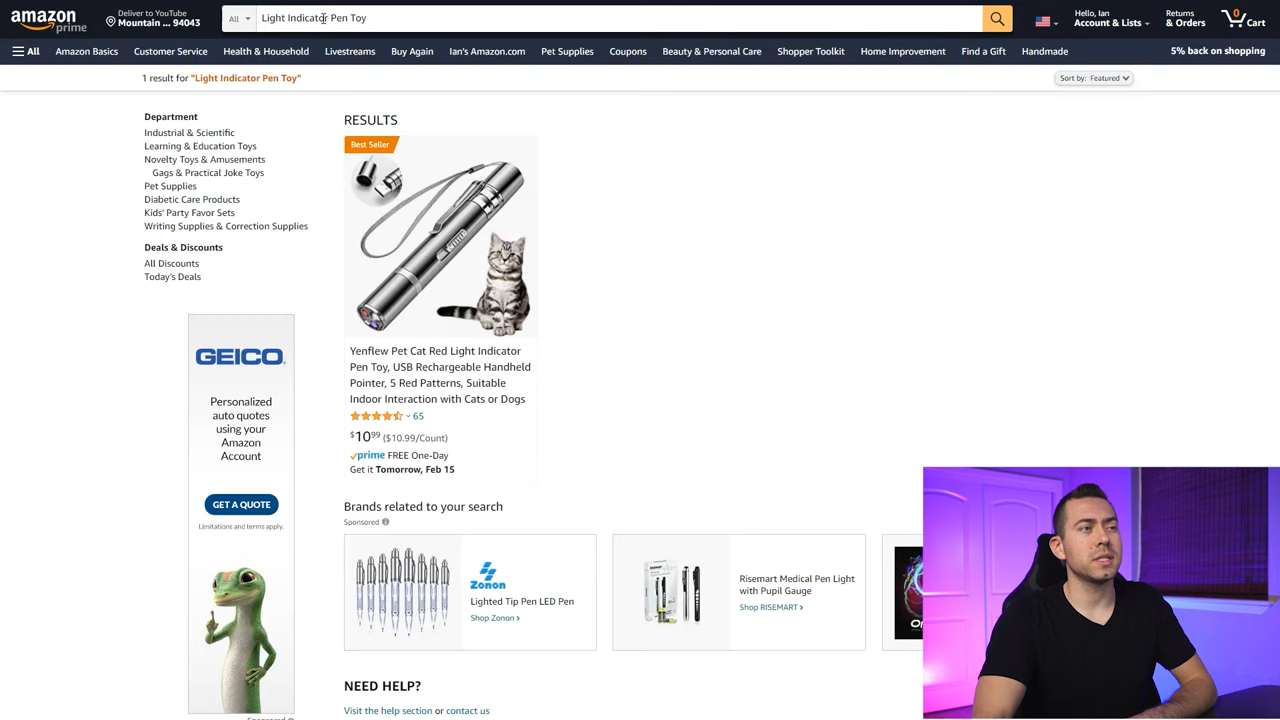 amazon prime
Deliver to YouTube
Mountain ... 94043
All
Light Indicator Pen Toy
Hello, Ian
Account & Lists
Returns
& Orders
0
Cart
All
Amazon Basics
Customer Service
Health & Household
Livestreams
Buy Again
Ian's Amazon.com
Pet Supplies
Coupons
Beauty & Personal Care
Shopper Toolkit
Home Improvement
Find a Gift
Handmade
5% back on shopping
1 result for "Light Indicator Pen Toy"
Sort by: Featured
Department
Industrial & Scientific
Learning & Education Toys
Novelty Toys & Amusements
Gags & Practical Joke Toys
Pet Supplies
Diabetic Care Products
Kids' Party Favor Sets
Writing Supplies & Correction Supplies
Deals & Discounts
All Discounts
Today's Deals
GEICO.
Personalized
auto quotes
using your
Amazon
Account
GET A QUOTE
Limitations and terms apply.
RESULTS
Best Seller
Yenflew Pet Cat Red Light Indicator
Pen Toy, USB Rechargeable Handheld
Pointer, 5 Red Patterns, Suitable
Indoor Interaction with Cats or Dogs
65
$10.99 ($10.99/Count)
prime FREE One-Day
Get it Tomorrow, Feb 15
Brands related to your search
Sponsored
Zonon
Lighted Tip Pen LED Pen
Shop Zonon ›
Risemart Medical Pen Light
with Pupil Gauge
Shop RISEMART ›
NEED HELP?
Visit the help section or contact us